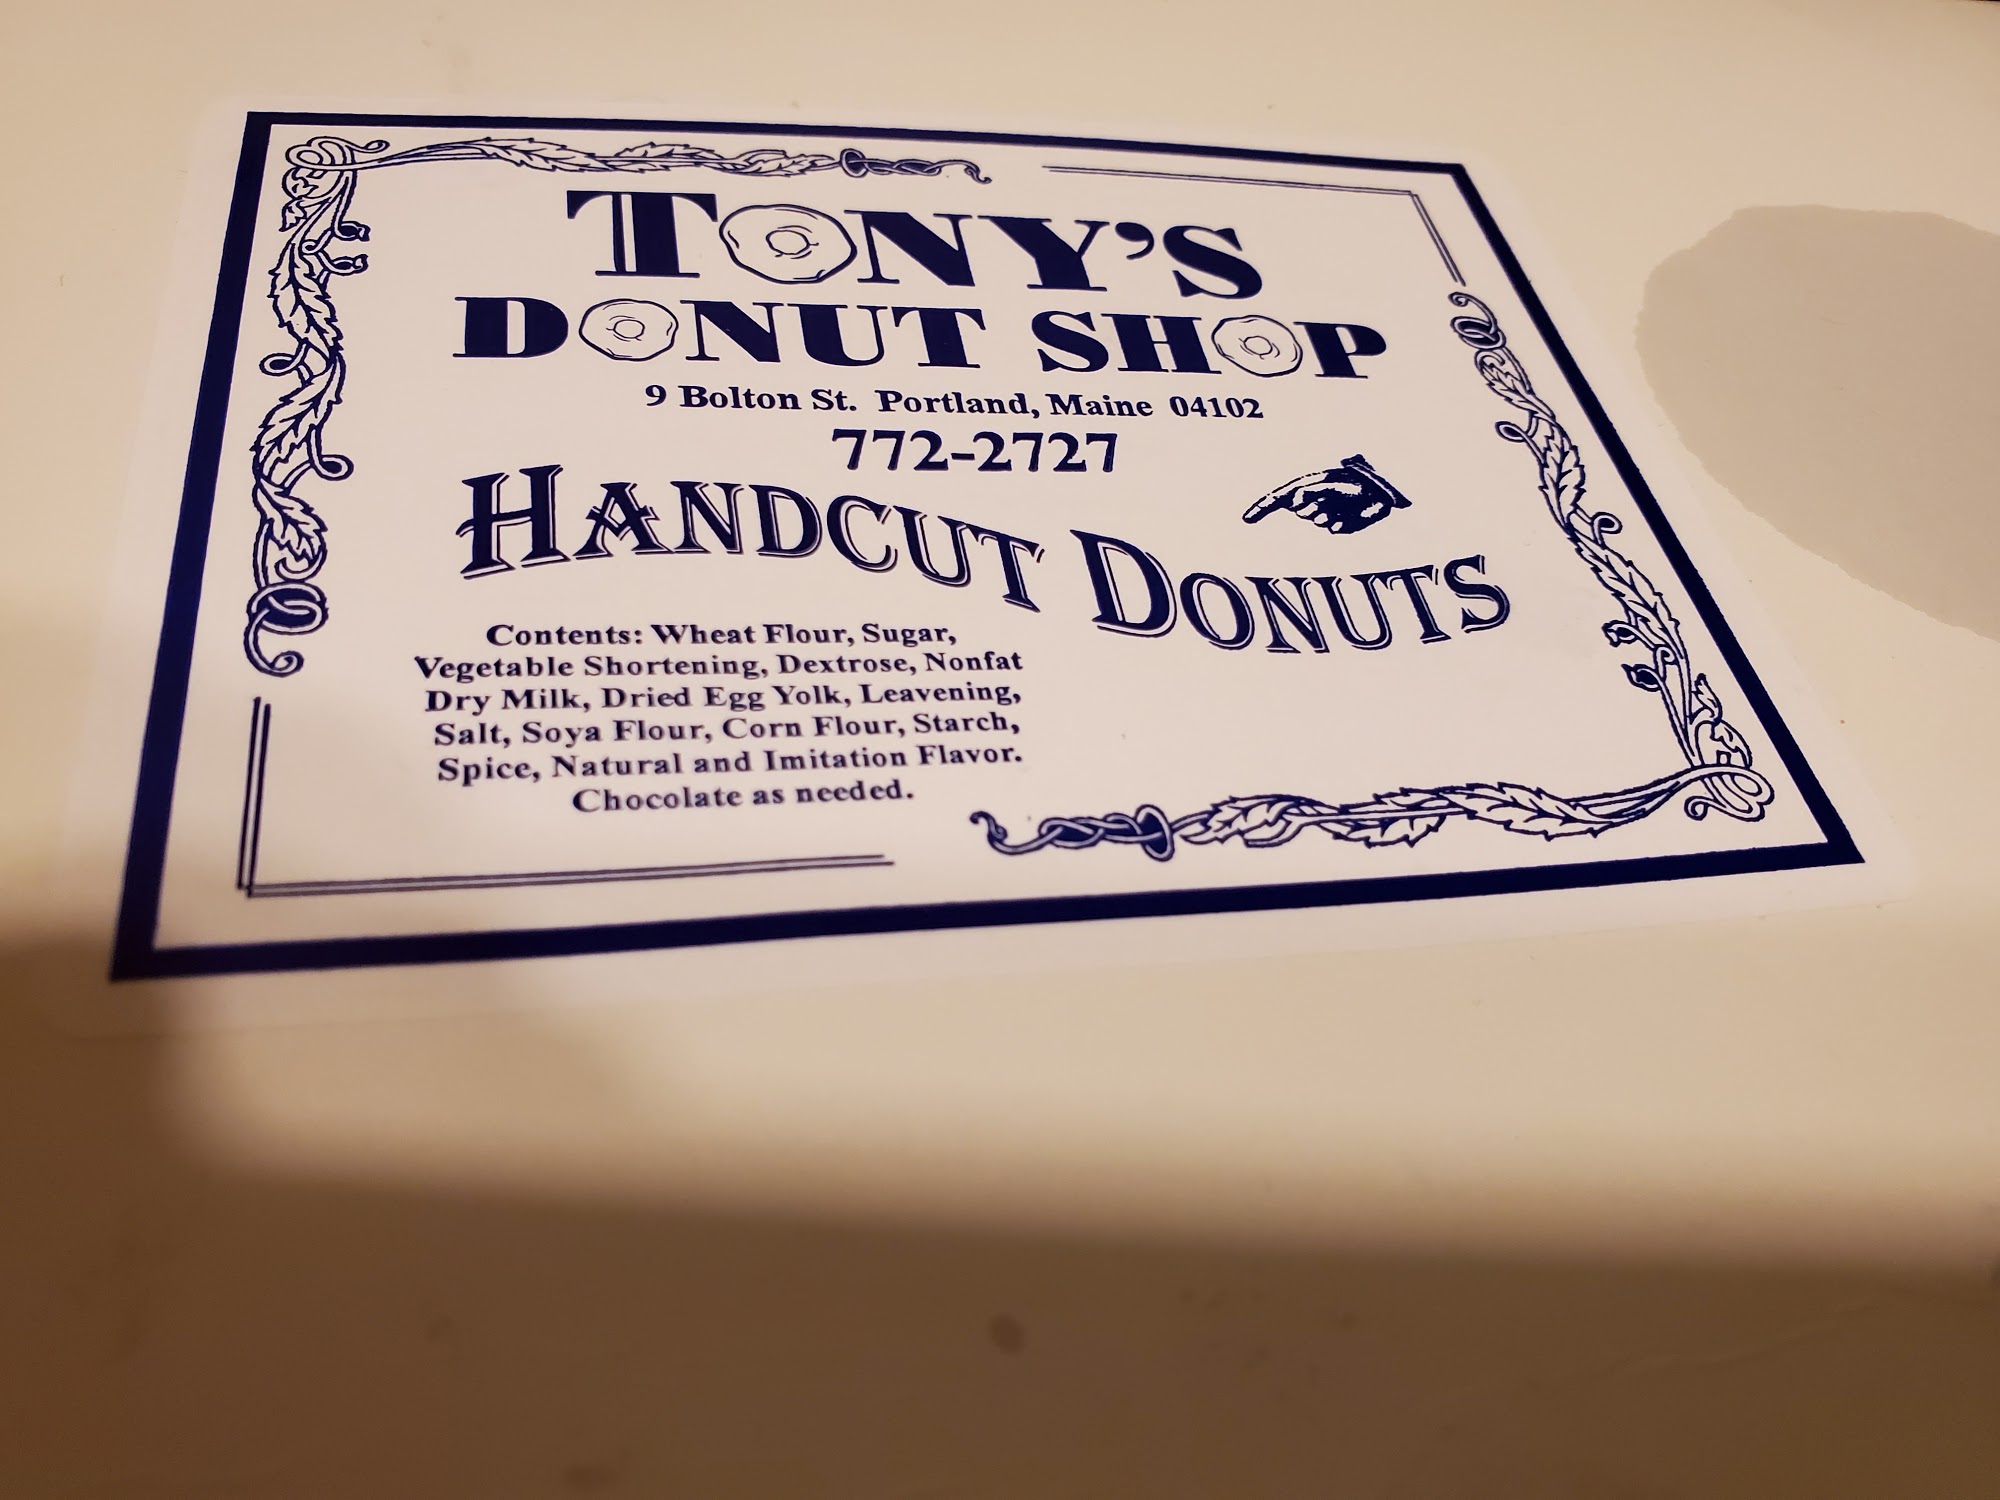 TONY'S
DONUT SHOP
9 Bolton St. Portland, Maine 04102
772-2727
HANDCUT DONUTS
Contents: Wheat Flour, Sugar,
Vegetable Shortening, Dextrose, Nonfat
Dry Milk, Dried Egg Yolk, Leavening,
Salt, Soya Flour, Corn Flour, Starch,
Spice, Natural and Imitation Flavor.
Chocolate as needed.